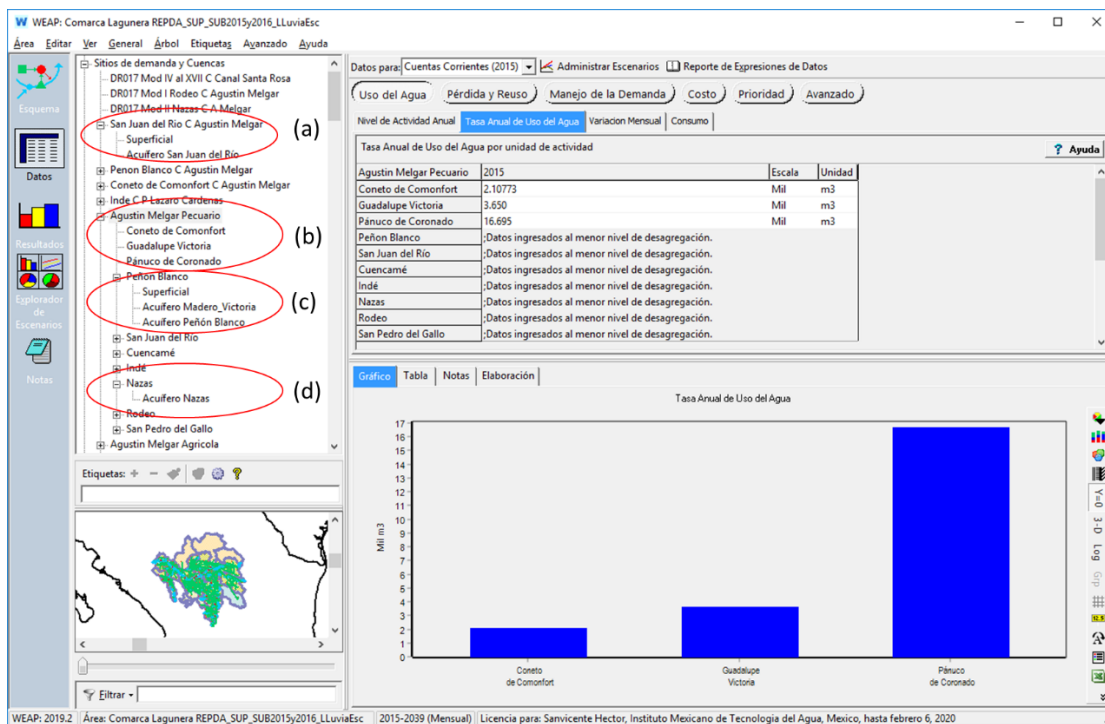 WEAP: Comarca Lagunera REPDA_SUP_SUB2015y2016_LLuviaEsc
Área Editar Ver General Árbol Etiquetas Avanzado Ayuda
Esquema
Datos
Resultados
Explorador
de
Escenarios
Notas
Sitios de demanda y Cuencas
DR017 Mod IV al XVII C Canal Santa Rosa
DR017 Mod I Rodeo C Agustin Melgar
DR017 Mod II Nazas C A Melgar
San Juan del Rio C Agustin Melgar
(a)
Superficial
Acuífero San Juan del Río
Penon Blanco C Agustin Melgar
Coneto de Comonfort C Agustin Melgar
Inde C P Lazaro Cardenas
Agustin Melgar Pecuario
Coneto de Comonfort
(b)
Guadalupe Victoria
Pánuco de Coronado
Peñon Blanco
Superficial
(c)
Acuífero Madero_Victoria
Acuífero Peñón Blanco
San Juan del Río
Cuencamé
Indé
Nazas
(d)
Acuífero Nazas
Rodeo
San Pedro del Gallo
Agustin Melgar Agricola
Etiquetas:
Filtrar
Datos para: Cuentas Corrientes (2015) Administrar Escenarios Reporte de Expresiones de Datos
Uso del Agua Pérdida y Reuso Manejo de la Demanda Costo Prioridad Avanzado
Nivel de Actividad Anual Tasa Anual de Uso del Agua Variacion Mensual Consumo
Tasa Anual de Uso del Agua por unidad de actividad
? Ayuda
Agustin Melgar Pecuario 2015 Escala Unidad
Coneto de Comonfort 2.10773 Mil m3
Guadalupe Victoria 3.650 Mil m3
Pánuco de Coronado 16.695 Mil m3
Peñon Blanco ;Datos ingresados al menor nivel de desagregación.
San Juan del Río ;Datos ingresados al menor nivel de desagregación.
Cuencamé ;Datos ingresados al menor nivel de desagregación.
Indé ;Datos ingresados al menor nivel de desagregación.
Nazas ;Datos ingresados al menor nivel de desagregación.
Rodeo ;Datos ingresados al menor nivel de desagregación.
San Pedro del Gallo ;Datos ingresados al menor nivel de desagregación.
Gráfico Tabla Notas Elaboración
Tasa Anual de Uso del Agua
17
16
15
14
13
12
11
10
9
8
7
6
5
4
3
2
1
0
Mil m3
Coneto
de Comonfort
Guadalupe
Victoria
Pánuco
de Coronado
Y=0
3-D
Log
Grp
WEAP: 2019.2 Área: Comarca Lagunera REPDA_SUP_SUB2015y2016_LLuviaEsc 2015-2039 (Mensual) Licencia para: Sanvicente Hector, Instituto Mexicano de Tecnologia del Agua, Mexico, hasta febrero 6, 2020